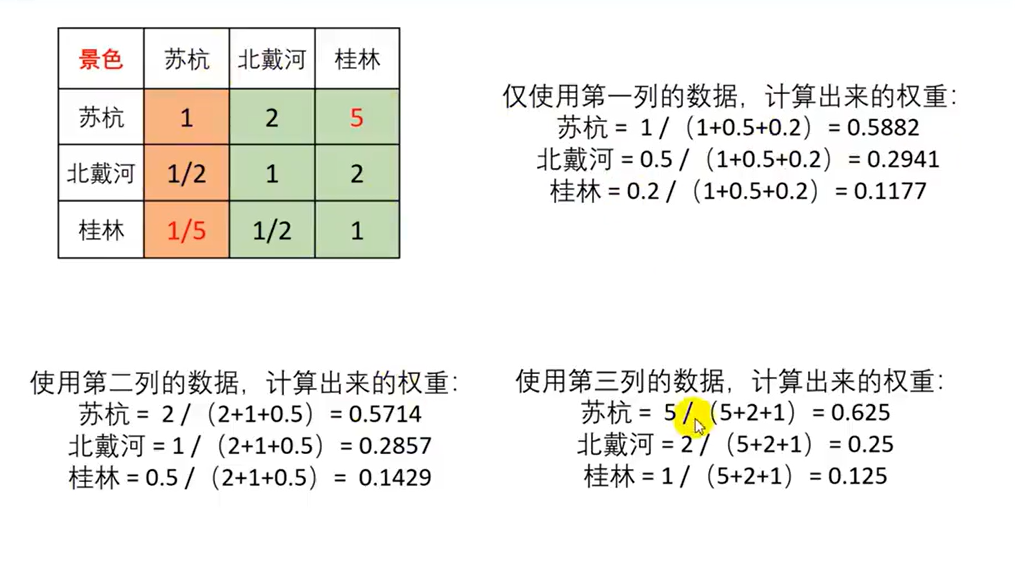 景色 苏杭 北戴河 桂林
苏杭 1 2 5
北戴河 1/2 1 2
桂林 1/5 1/2 1
仅使用第一列的数据，计算出来的权重：
苏杭 = 1 /（1+0.5+0.2）= 0.5882
北戴河 = 0.5 /（1+0.5+0.2）= 0.2941
桂林 = 0.2 /（1+0.5+0.2）= 0.1177
使用第二列的数据，计算出来的权重：
苏杭 = 2 /（2+1+0.5）= 0.5714
北戴河 = 1 /（2+1+0.5）= 0.2857
桂林 = 0.5 /（2+1+0.5）= 0.1429
使用第三列的数据，计算出来的权重：
苏杭 = 5 /（5+2+1）= 0.625
北戴河 = 2 /（5+2+1）= 0.25
桂林 = 1 /（5+2+1）= 0.125